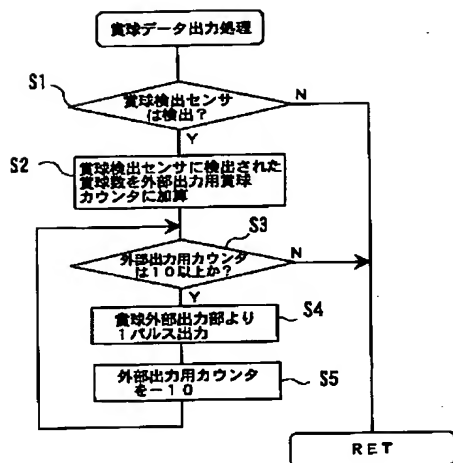 賞球データ出力処理
S1
賞球検出センサ
は検出？
N
Y
S2
賞球検出センサに検出された
賞球数を外部出力用賞球
カウンタに加算
S3
外部出力用カウンタ
は１０以上か？
N
Y
S4
賞球外部出力部より
１パルス出力
S5
外部出力用カウンタ
を－１０
RET